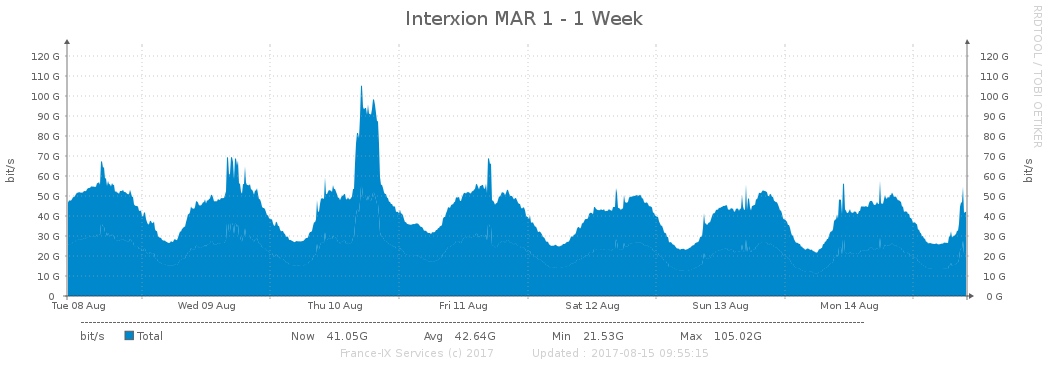 Interxion MAR 1 - 1 Week
RRDTOOL / TOBI OETIKER
bit/s
120 G 120 G
110 G 110 G
100 G 100 G
90 G 90 G
80 G 80 G
70 G 70 G
60 G 60 G
50 G 50 G
40 G 40 G
30 G 30 G
20 G 20 G
10 G 10 G
0 0 G
bit/s
Tue 08 Aug Wed 09 Aug Thu 10 Aug Fri 11 Aug Sat 12 Aug Sun 13 Aug Mon 14 Aug
bit/s Total Now 41.05G Avg 42.64G Min 21.53G Max 105.02G
France-IX Services (c) 2017 Updated : 2017-08-15 09:55:15